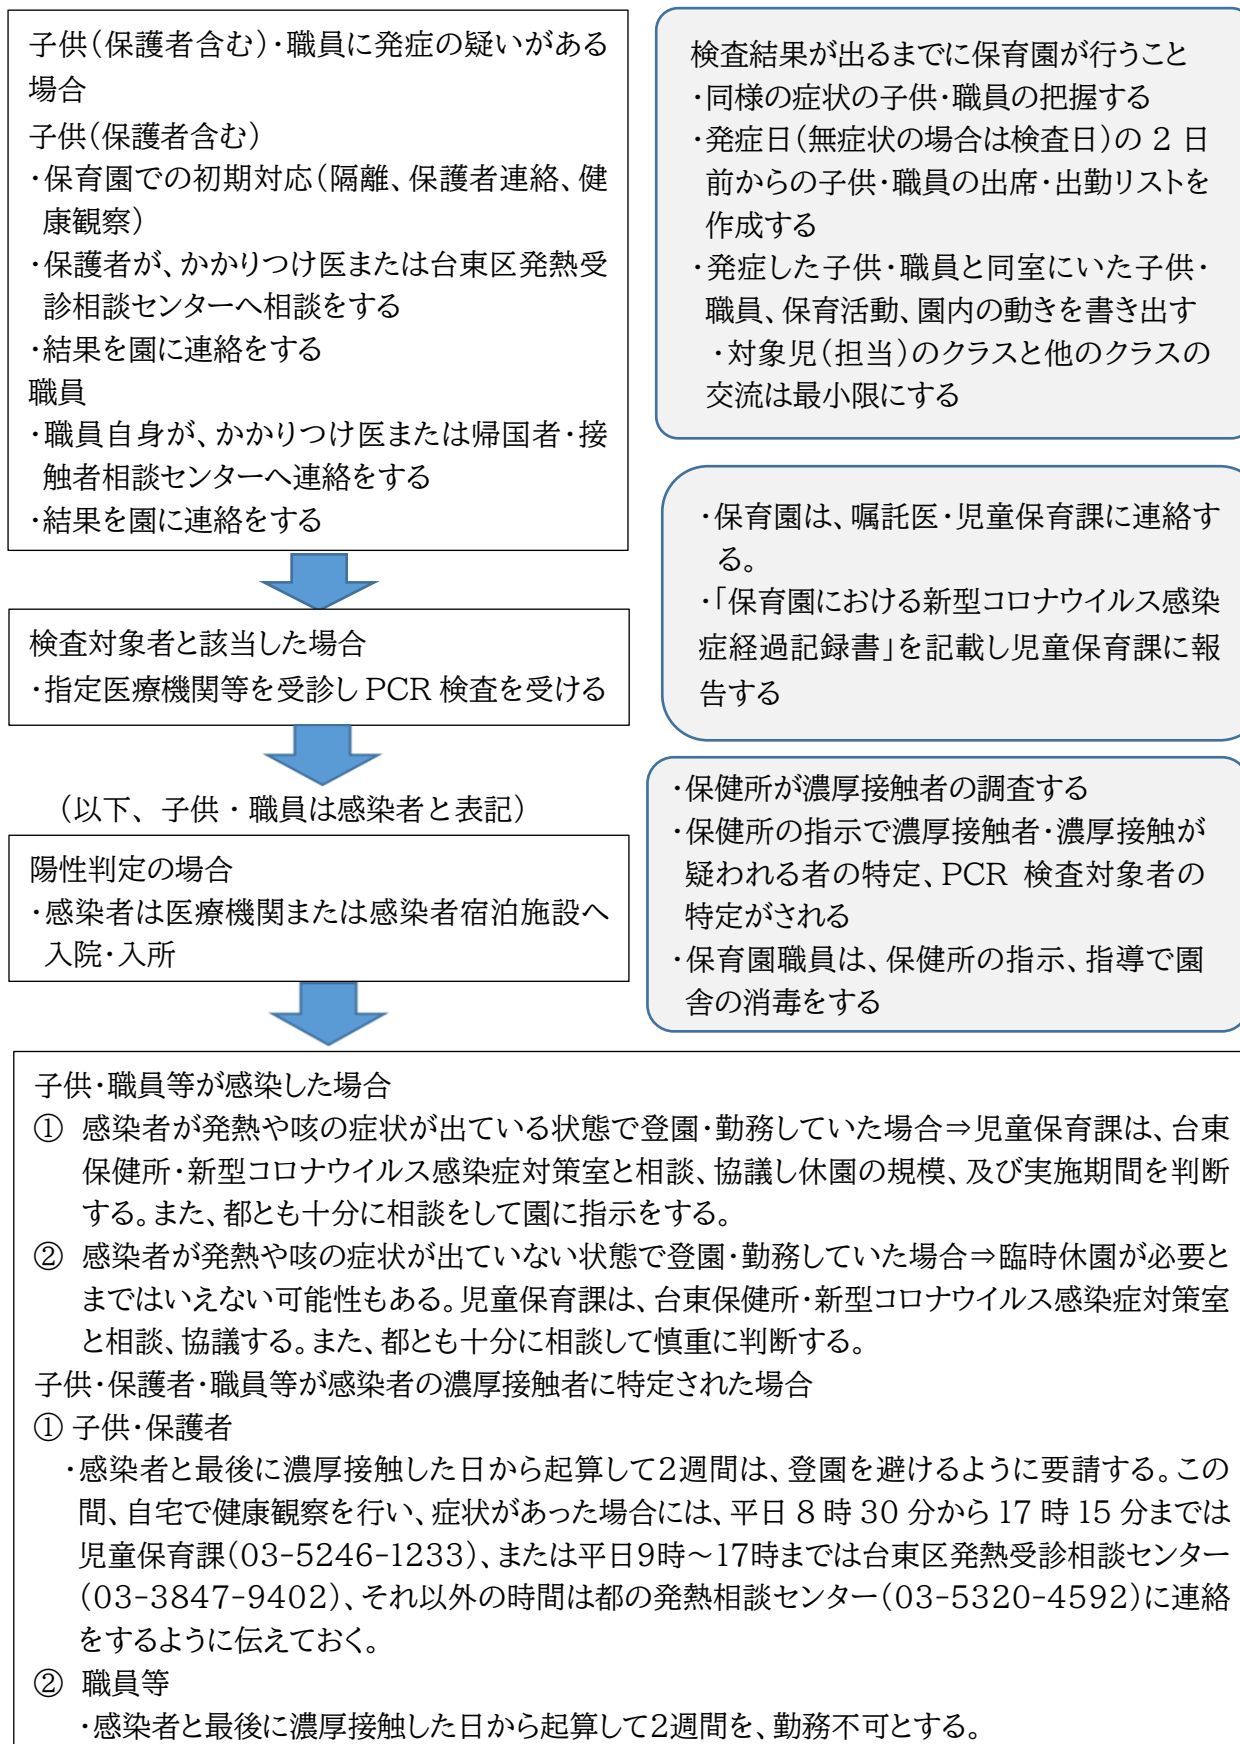 子供（保護者含む）・職員に発症の疑いがある
場合
子供（保護者含む）
・保育園での初期対応（隔離、保護者連絡、健
康観察）
・保護者が、かかりつけ医または台東区発熱受
診相談センターへ相談をする
・結果を園に連絡をする
職員
・職員自身が、かかりつけ医または帰国者・接
触者相談センターへ連絡をする
・結果を園に連絡をする
検査結果が出るまでに保育園が行うこと
・同様の症状の子供・職員の把握する
・発症日（無症状の場合は検査日）の 2 日
前からの子供・職員の出席・出勤リストを
作成する
・発症した子供・職員と同室にいた子供・
職員、保育活動、園内の動きを書き出す
・対象児（担当）のクラスと他のクラスの
交流は最小限にする
検査対象者と該当した場合
・指定医療機関等を受診し PCR 検査を受ける
・保育園は、嘱託医・児童保育課に連絡す
る。
・「保育園における新型コロナウイルス感染
症経過記録書」を記載し児童保育課に報
告する
（以下、子供・職員は感染者と表記）
陽性判定の場合
・感染者は医療機関または感染者宿泊施設へ
入院・入所
・保健所が濃厚接触者の調査する
・保健所の指示で濃厚接触者・濃厚接触が
疑われる者の特定、PCR 検査対象者の
特定がされる
・保育園職員は、保健所の指示、指導で園
舎の消毒をする
子供・職員等が感染した場合
① 感染者が発熱や咳の症状が出ている状態で登園・勤務していた場合⇒児童保育課は、台東
保健所・新型コロナウイルス感染症対策室と相談、協議し休園の規模、及び実施期間を判断
する。また、都とも十分に相談をして園に指示をする。
② 感染者が発熱や咳の症状が出ていない状態で登園・勤務していた場合⇒臨時休園が必要と
まではいえない可能性もある。児童保育課は、台東保健所・新型コロナウイルス感染症対策室
と相談、協議する。また、都とも十分に相談して慎重に判断する。
子供・保護者・職員等が感染者の濃厚接触者に特定された場合
① 子供・保護者
・感染者と最後に濃厚接触した日から起算して2週間は、登園を避けるように要請する。この
間、自宅で健康観察を行い、症状があった場合には、平日 8 時 30 分から 17 時 15 分までは
児童保育課（03-5246-1233）、または平日9時～17時までは台東区発熱受診相談センター
（03-3847-9402）、それ以外の時間は都の発熱相談センター（03-5320-4592）に連絡
をするように伝えておく。
② 職員等
・感染者と最後に濃厚接触した日から起算して2週間を、勤務不可とする。